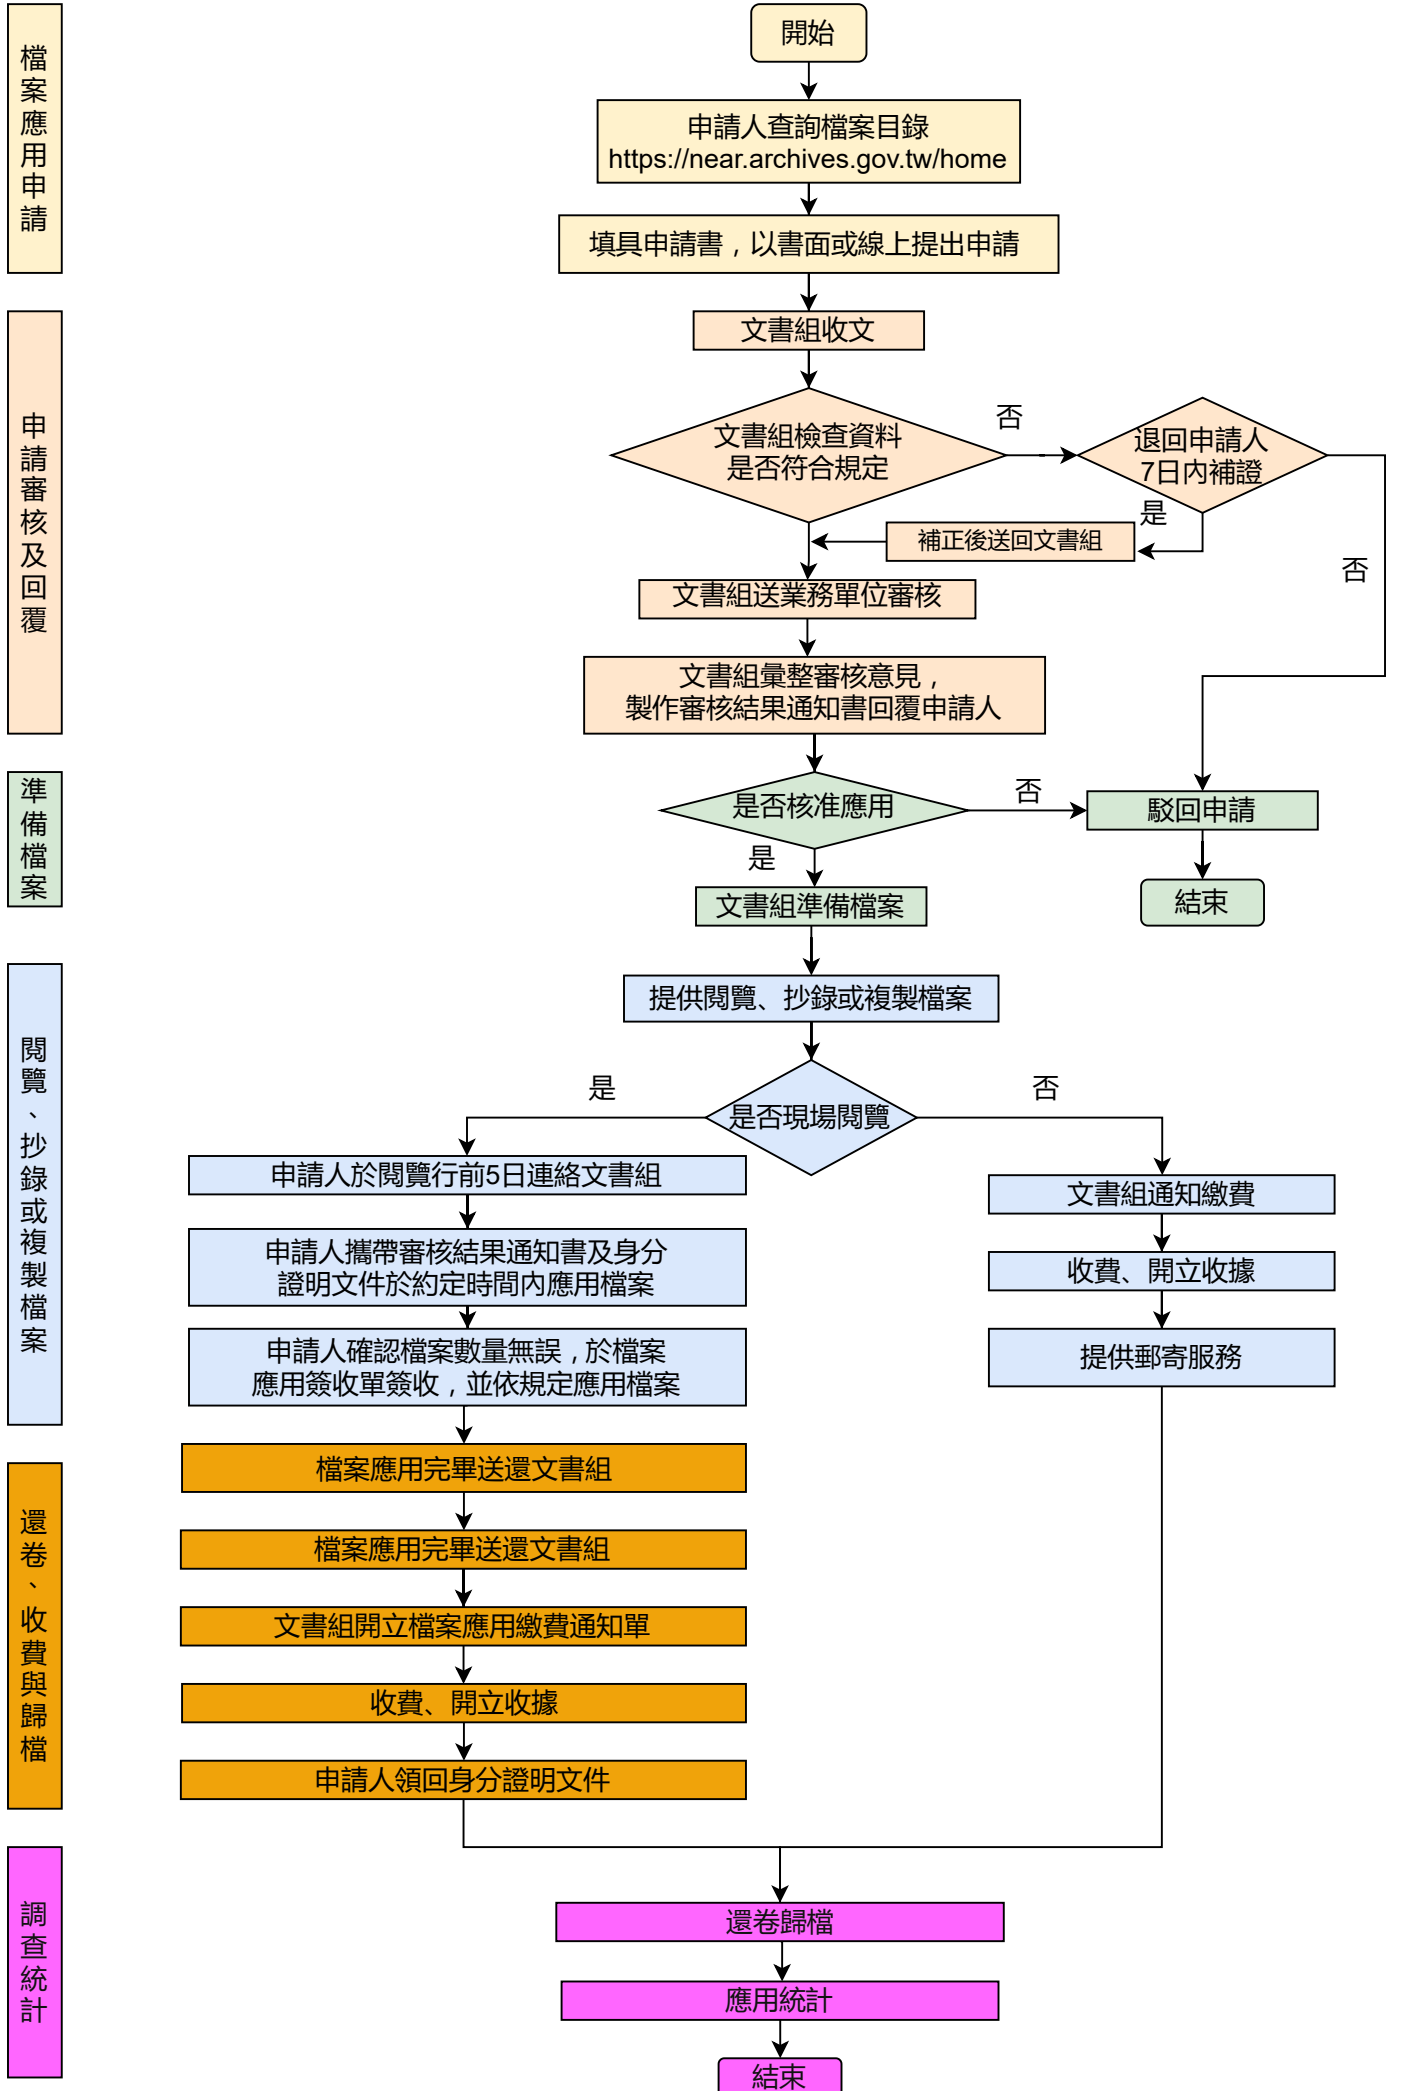 檔案應用申請
開始
申請人查詢檔案目錄
https://near.archives.gov.tw/home
填具申請書，以書面或線上提出申請
申請審核及回覆
文書組收文
文書組檢查資料
是否符合規定
否
退回申請人
7日內補證
是
補正後送回文書組
否
文書組送業務單位審核
文書組彙整審核意見，
製作審核結果通知書回覆申請人
準備檔案
是否核准應用
否
駁回申請
是
文書組準備檔案
結束
閱覽、抄錄或複製檔案
提供閱覽、抄錄或複製檔案
是否現場閱覽
是
否
申請人於閱覽行前5日連絡文書組
申請人攜帶審核結果通知書及身分
證明文件於約定時間內應用檔案
申請人確認檔案數量無誤，於檔案
應用簽收單簽收，並依規定應用檔案
文書組通知繳費
收費、開立收據
提供郵寄服務
還卷、收費與歸檔
檔案應用完畢送還文書組
檔案應用完畢送還文書組
文書組開立檔案應用繳費通知單
收費、開立收據
申請人領回身分證明文件
調查統計
還卷歸檔
應用統計
結束